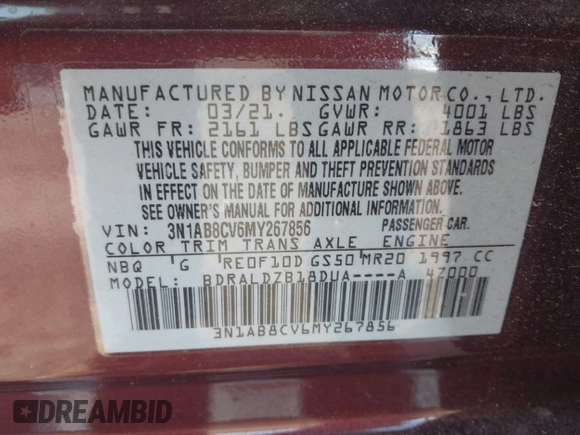 MANUFACTURED BY NISSAN MOTOR CO., LTD.
DATE: 03/21. GVWR: 4001 LBS
GAWR FR: 2161 LBS GAWR RR: 1863 LBS
THIS VEHICLE CONFORMS TO ALL APPLICABLE FEDERAL MOTOR
VEHICLE SAFETY, BUMPER AND THEFT PREVENTION STANDARDS
IN EFFECT ON THE DATE OF MANUFACTURE SHOWN ABOVE.
SEE OWNER'S MANUAL FOR ADDITIONAL INFORMATION.
VIN: 3N1AB8CV6MY267856 PASSENGER CAR.
COLOR TRIM TRANS AXLE ENGINE
NBQ G RE0F10D GS50 MR20 1997 CC
MODEL: BDRALDZB18DUA----A 4Z000
3N1AB8CV6MY267856
DREAMBID